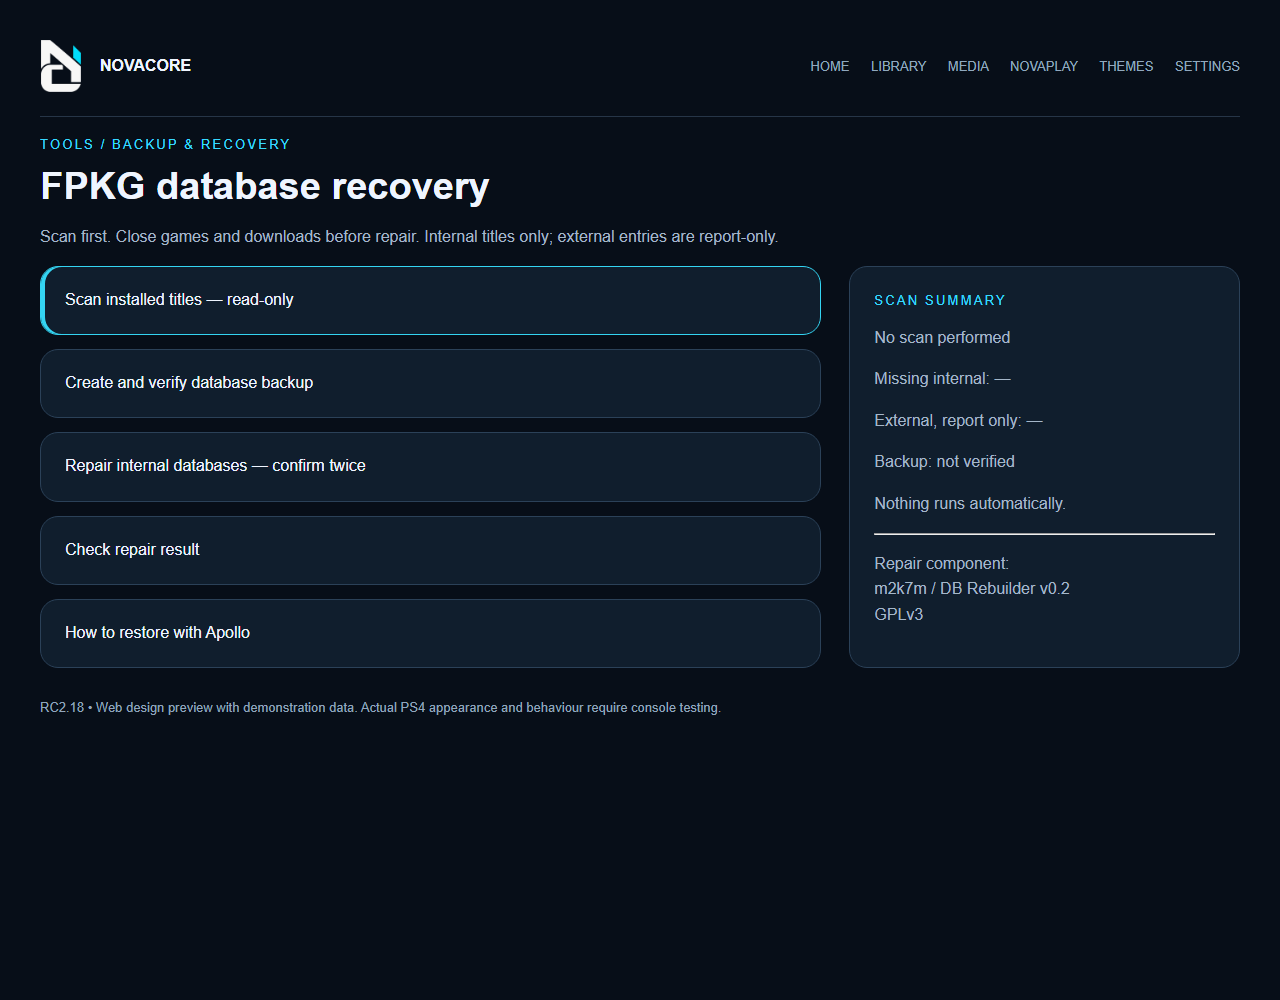 NOVACORE
HOME LIBRARY MEDIA NOVAPLAY THEMES SETTINGS
TOOLS / BACKUP & RECOVERY
FPKG database recovery
Scan first. Close games and downloads before repair. Internal titles only; external entries are report-only.
Scan installed titles — read-only
Create and verify database backup
Repair internal databases — confirm twice
Check repair result
How to restore with Apollo
SCAN SUMMARY
No scan performed
Missing internal: —
External, report only: —
Backup: not verified
Nothing runs automatically.
Repair component:
m2k7m / DB Rebuilder v0.2
GPLv3
RC2.18 • Web design preview with demonstration data. Actual PS4 appearance and behaviour require console testing.